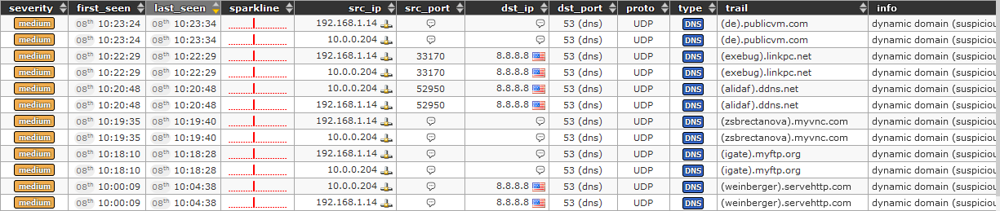 severity first_seen last_seen sparkline src_ip src_port dst_ip dst_port proto type trail info
medium 08th 10:23:24 08th 10:23:34 192.168.1.14 53 (dns) UDP DNS (de).publicvm.com dynamic domain (suspiciou
medium 08th 10:23:24 08th 10:23:34 10.0.0.204 53 (dns) UDP DNS (de).publicvm.com dynamic domain (suspiciou
medium 08th 10:22:29 08th 10:22:29 192.168.1.14 33170 8.8.8.8 53 (dns) UDP DNS (exebug).linkpc.net dynamic domain (suspiciou
medium 08th 10:22:29 08th 10:22:29 10.0.0.204 33170 8.8.8.8 53 (dns) UDP DNS (exebug).linkpc.net dynamic domain (suspiciou
medium 08th 10:20:48 08th 10:20:48 10.0.0.204 52950 8.8.8.8 53 (dns) UDP DNS (alidaf).ddns.net dynamic domain (suspiciou
medium 08th 10:20:48 08th 10:20:48 192.168.1.14 52950 8.8.8.8 53 (dns) UDP DNS (alidaf).ddns.net dynamic domain (suspiciou
medium 08th 10:19:35 08th 10:19:40 192.168.1.14 53 (dns) UDP DNS (zsbrectanova).myvnc.com dynamic domain (suspiciou
medium 08th 10:19:35 08th 10:19:40 10.0.0.204 53 (dns) UDP DNS (zsbrectanova).myvnc.com dynamic domain (suspiciou
medium 08th 10:18:10 08th 10:18:28 192.168.1.14 53 (dns) UDP DNS (igate).myftp.org dynamic domain (suspiciou
medium 08th 10:18:10 08th 10:18:28 10.0.0.204 53 (dns) UDP DNS (igate).myftp.org dynamic domain (suspiciou
medium 08th 10:00:09 08th 10:04:38 10.0.0.204 8.8.8.8 53 (dns) UDP DNS (weinberger).servehttp.com dynamic domain (suspiciou
medium 08th 10:00:09 08th 10:04:38 192.168.1.14 8.8.8.8 53 (dns) UDP DNS (weinberger).servehttp.com dynamic domain (suspiciou